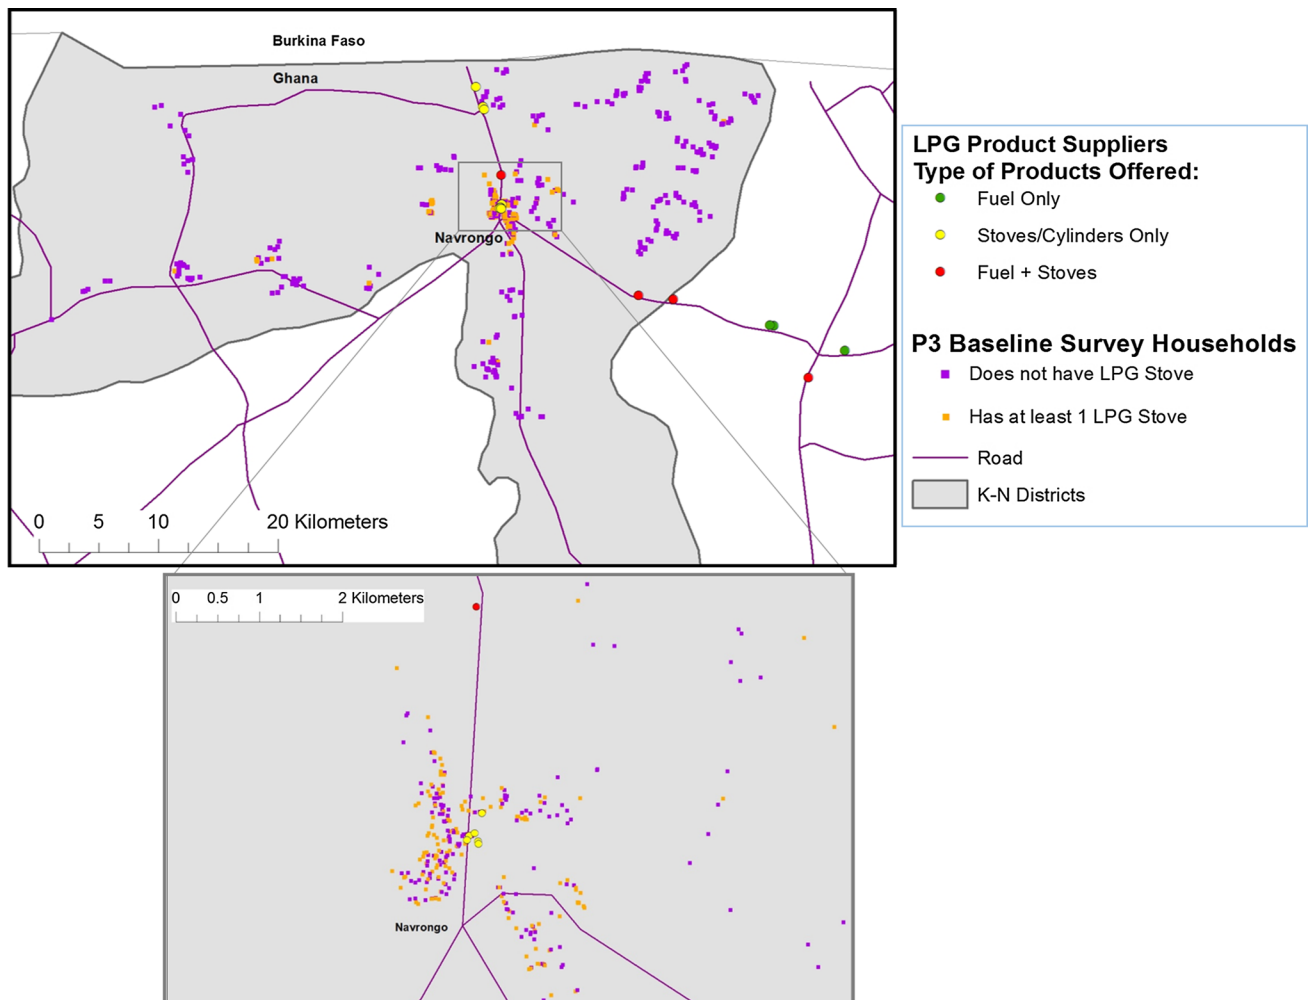 Burkina Faso
Ghana
Navrongo
0 5 10 20 Kilometers
LPG Product Suppliers
Type of Products Offered:
Fuel Only
Stoves/Cylinders Only
Fuel + Stoves
P3 Baseline Survey Households
Does not have LPG Stove
Has at least 1 LPG Stove
Road
K-N Districts
0 0.5 1 2 Kilometers
Navrongo